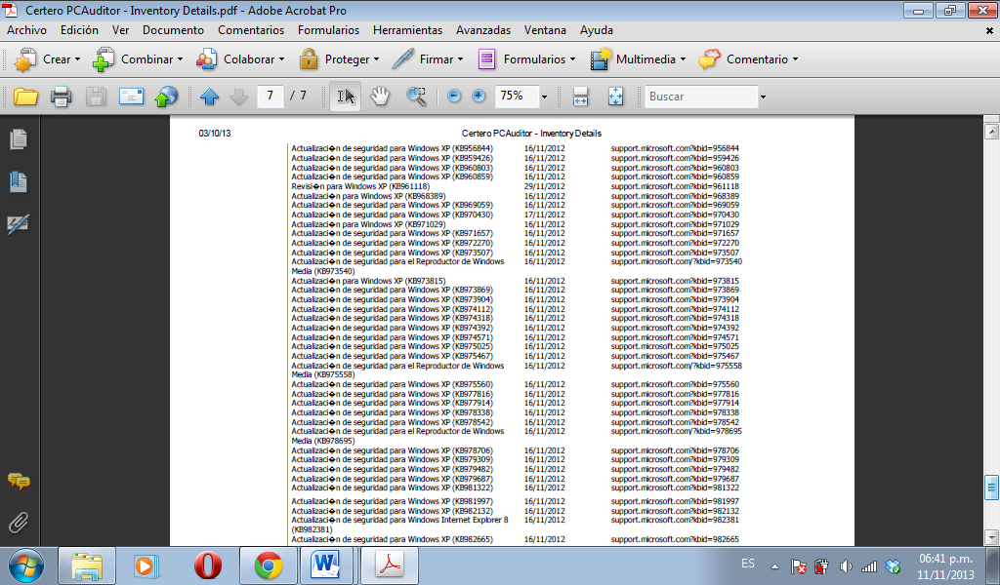 Certero PCAuditor - Inventory Details.pdf - Adobe Acrobat Pro
Archivo Edición Ver Documento Comentarios Formularios Herramientas Avanzadas Ventana Ayuda
Crear Combinar Colaborar Proteger Firmar Formularios Multimedia Comentario
7 / 7 75% Buscar
03/10/13 Certero PCAuditor - Inventory Details
Actualizaci�n de seguridad para Windows XP (KB956844) 16/11/2012 support.microsoft.com?kbid=956844
Actualizaci�n de seguridad para Windows XP (KB959426) 16/11/2012 support.microsoft.com?kbid=959426
Actualizaci�n de seguridad para Windows XP (KB960803) 16/11/2012 support.microsoft.com?kbid=960803
Actualizaci�n de seguridad para Windows XP (KB960859) 16/11/2012 support.microsoft.com?kbid=960859
Revisi�n para Windows XP (KB961118) 29/11/2012 support.microsoft.com?kbid=961118
Actualizaci�n para Windows XP (KB968389) 16/11/2012 support.microsoft.com?kbid=968389
Actualizaci�n de seguridad para Windows XP (KB969059) 16/11/2012 support.microsoft.com?kbid=969059
Actualizaci�n de seguridad para Windows XP (KB970430) 17/11/2012 support.microsoft.com?kbid=970430
Actualizaci�n para Windows XP (KB971029) 16/11/2012 support.microsoft.com?kbid=971029
Actualizaci�n de seguridad para Windows XP (KB971657) 16/11/2012 support.microsoft.com?kbid=971657
Actualizaci�n de seguridad para Windows XP (KB972270) 16/11/2012 support.microsoft.com?kbid=972270
Actualizaci�n de seguridad para Windows XP (KB973507) 16/11/2012 support.microsoft.com?kbid=973507
Actualizaci�n de seguridad para el Reproductor de Windows 16/11/2012 support.microsoft.com/?kbid=973540
Media (KB973540)
Actualizaci�n para Windows XP (KB973815) 16/11/2012 support.microsoft.com?kbid=973815
Actualizaci�n de seguridad para Windows XP (KB973869) 16/11/2012 support.microsoft.com?kbid=973869
Actualizaci�n de seguridad para Windows XP (KB973904) 16/11/2012 support.microsoft.com?kbid=973904
Actualizaci�n de seguridad para Windows XP (KB974112) 16/11/2012 support.microsoft.com?kbid=974112
Actualizaci�n de seguridad para Windows XP (KB974318) 16/11/2012 support.microsoft.com?kbid=974318
Actualizaci�n de seguridad para Windows XP (KB974392) 16/11/2012 support.microsoft.com?kbid=974392
Actualizaci�n de seguridad para Windows XP (KB974571) 16/11/2012 support.microsoft.com?kbid=974571
Actualizaci�n de seguridad para Windows XP (KB975025) 16/11/2012 support.microsoft.com?kbid=975025
Actualizaci�n de seguridad para Windows XP (KB975467) 16/11/2012 support.microsoft.com?kbid=975467
Actualizaci�n de seguridad para el Reproductor de Windows 16/11/2012 support.microsoft.com/?kbid=975558
Media (KB975558)
Actualizaci�n de seguridad para Windows XP (KB975560) 16/11/2012 support.microsoft.com?kbid=975560
Actualizaci�n de seguridad para Windows XP (KB977816) 16/11/2012 support.microsoft.com?kbid=977816
Actualizaci�n de seguridad para Windows XP (KB977914) 16/11/2012 support.microsoft.com?kbid=977914
Actualizaci�n de seguridad para Windows XP (KB978338) 16/11/2012 support.microsoft.com?kbid=978338
Actualizaci�n de seguridad para Windows XP (KB978542) 16/11/2012 support.microsoft.com?kbid=978542
Actualizaci�n de seguridad para el Reproductor de Windows 16/11/2012 support.microsoft.com/?kbid=978695
Media (KB978695)
Actualizaci�n de seguridad para Windows XP (KB978706) 16/11/2012 support.microsoft.com?kbid=978706
Actualizaci�n de seguridad para Windows XP (KB979309) 16/11/2012 support.microsoft.com?kbid=979309
Actualizaci�n de seguridad para Windows XP (KB979482) 16/11/2012 support.microsoft.com?kbid=979482
Actualizaci�n de seguridad para Windows XP (KB979687) 16/11/2012 support.microsoft.com?kbid=979687
Actualizaci�n de seguridad para Windows XP (KB981322) 16/11/2012 support.microsoft.com?kbid=981322
Actualizaci�n de seguridad para Windows XP (KB981997) 16/11/2012 support.microsoft.com?kbid=981997
Actualizaci�n de seguridad para Windows XP (KB982132) 16/11/2012 support.microsoft.com?kbid=982132
Actualizaci�n de seguridad para Windows Internet Explorer 8 16/11/2012 support.microsoft.com?kbid=982381
(KB982381)
Actualizaci�n de seguridad para Windows XP (KB982665) 16/11/2012 support.microsoft.com?kbid=982665
ES 06:41 p.m.
11/11/2013